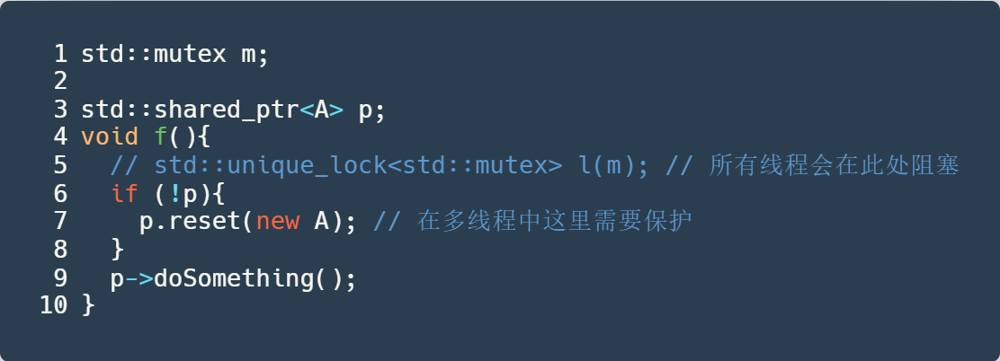 1 std::mutex m;
2
3 std::shared_ptr<A> p;
4 void f(){
5   // std::unique_lock<std::mutex> l(m); // 所有线程会在此处阻塞
6   if (!p){
7     p.reset(new A); // 在多线程中这里需要保护
8   }
9   p->doSomething();
10 }